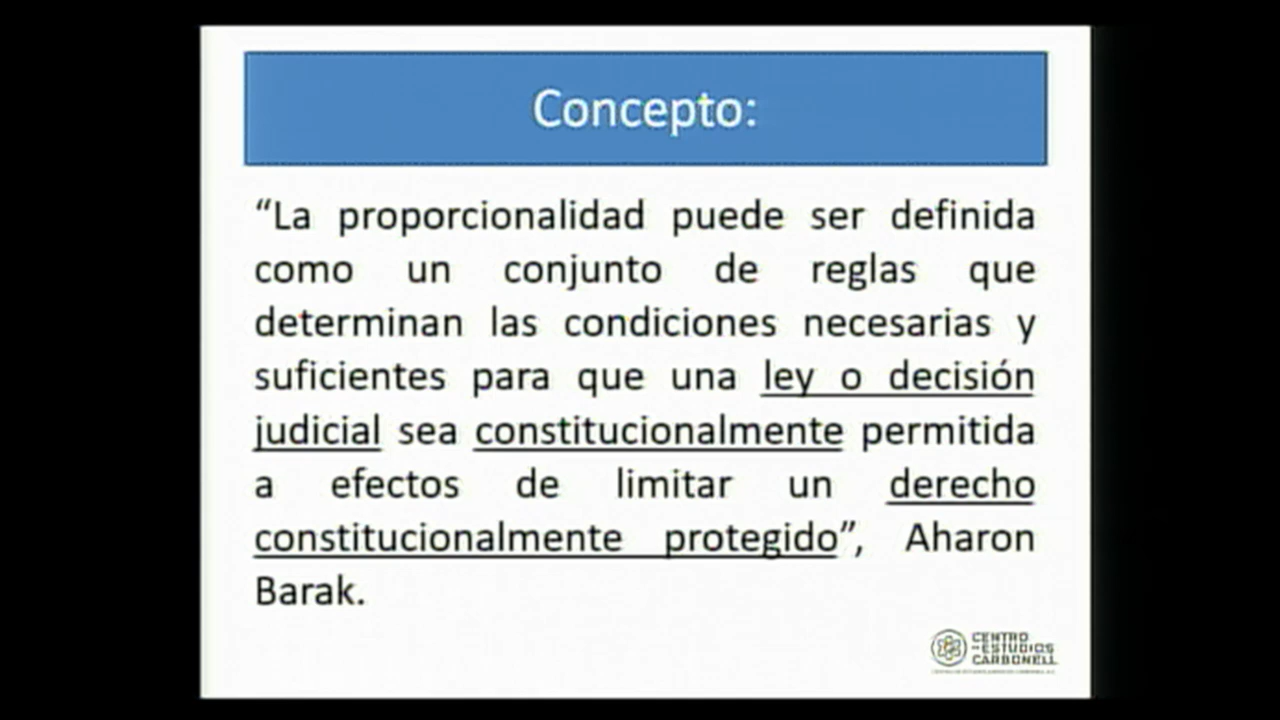 Concepto:
“La proporcionalidad puede ser definida
como un conjunto de reglas que
determinan las condiciones necesarias y
suficientes para que una ley o decisión
judicial sea constitucionalmente permitida
a efectos de limitar un derecho
constitucionalmente protegido”, Aharon
Barak.
CENTRO
DE ESTUDIOS
CARBONELL